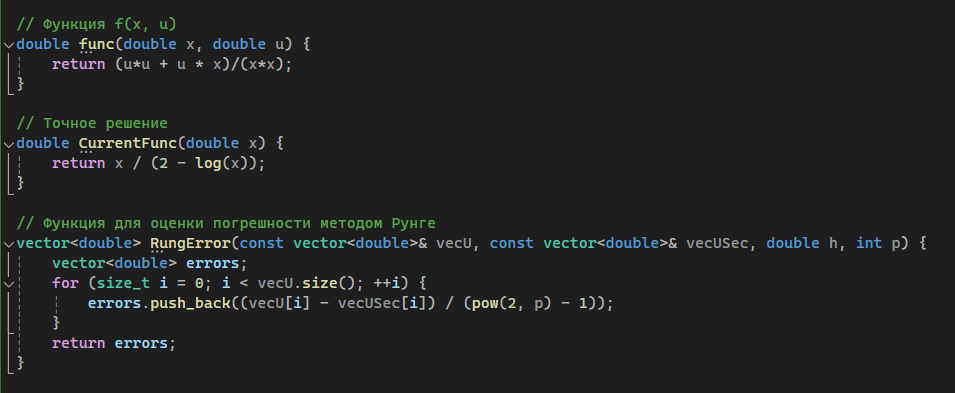 // Функция f(x, u)
double func(double x, double u) {
    return (u*u + u * x)/(x*x);
}
// Точное решение
double CurrentFunc(double x) {
    return x / (2 - log(x));
}
// Функция для оценки погрешности методом Рунге
vector<double> RungError(const vector<double>& vecU, const vector<double>& vecUSec, double h, int p) {
    vector<double> errors;
    for (size_t i = 0; i < vecU.size(); ++i) {
        errors.push_back((vecU[i] - vecUSec[i]) / (pow(2, p) - 1));
    }
    return errors;
}